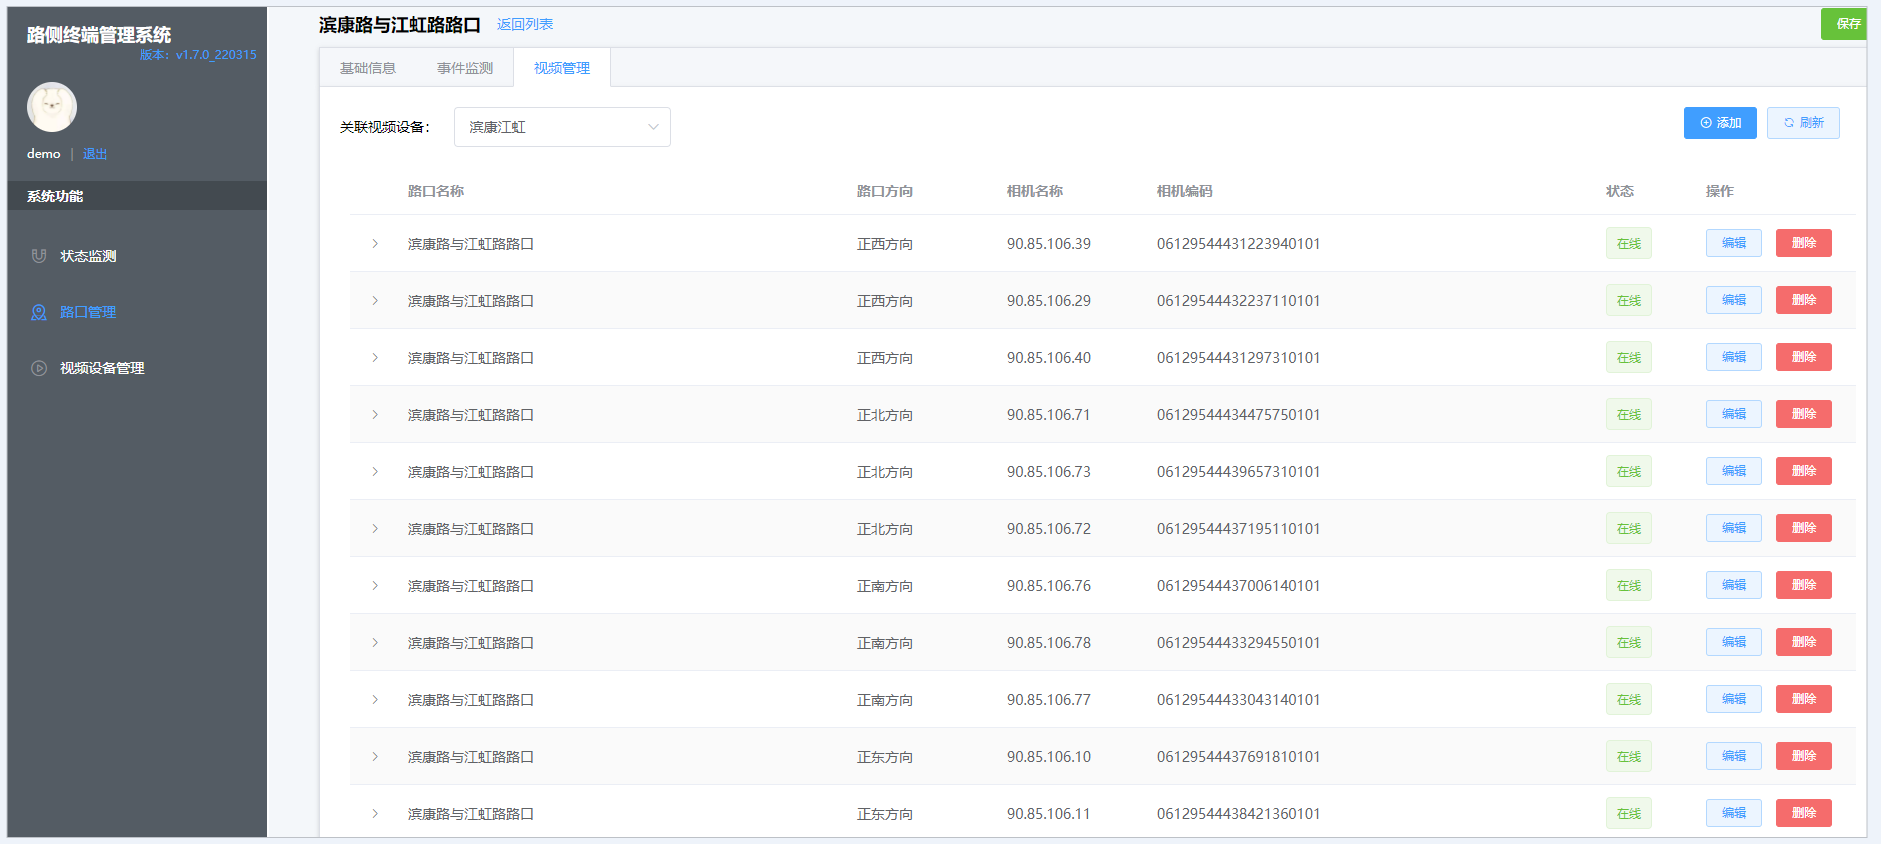 路侧终端管理系统
版本：v1.7.0_220315
demo | 退出
系统功能
状态监测
路口管理
视频设备管理
滨康路与江虹路路口 返回列表
保存
基础信息 事件监测 视频管理
关联视频设备： 滨康江虹
添加 刷新
路口名称 路口方向 相机名称 相机编码 状态 操作
滨康路与江虹路路口 正西方向 90.85.106.39 06129544431223940101 在线 编辑 删除
滨康路与江虹路路口 正西方向 90.85.106.29 06129544432237110101 在线 编辑 删除
滨康路与江虹路路口 正西方向 90.85.106.40 06129544431297310101 在线 编辑 删除
滨康路与江虹路路口 正北方向 90.85.106.71 06129544434475750101 在线 编辑 删除
滨康路与江虹路路口 正北方向 90.85.106.73 06129544439657310101 在线 编辑 删除
滨康路与江虹路路口 正北方向 90.85.106.72 06129544437195110101 在线 编辑 删除
滨康路与江虹路路口 正南方向 90.85.106.76 06129544437006140101 在线 编辑 删除
滨康路与江虹路路口 正南方向 90.85.106.78 06129544433294550101 在线 编辑 删除
滨康路与江虹路路口 正南方向 90.85.106.77 06129544433043140101 在线 编辑 删除
滨康路与江虹路路口 正东方向 90.85.106.10 06129544437691810101 在线 编辑 删除
滨康路与江虹路路口 正东方向 90.85.106.11 06129544438421360101 在线 编辑 删除